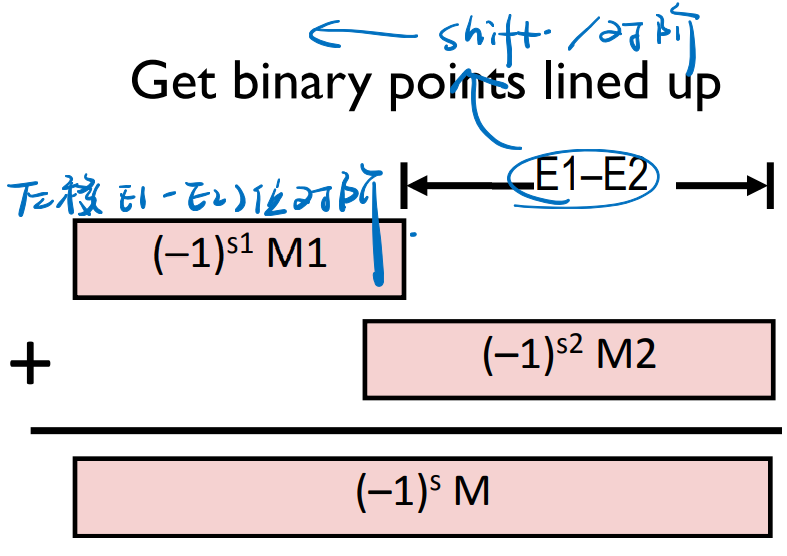 ← shift. / 对阶
Get binary points lined up
E1–E2
左移 E1-E2 位对阶
(–1)ˢ¹ M1
+
(–1)ˢ² M2
(–1)ˢ M